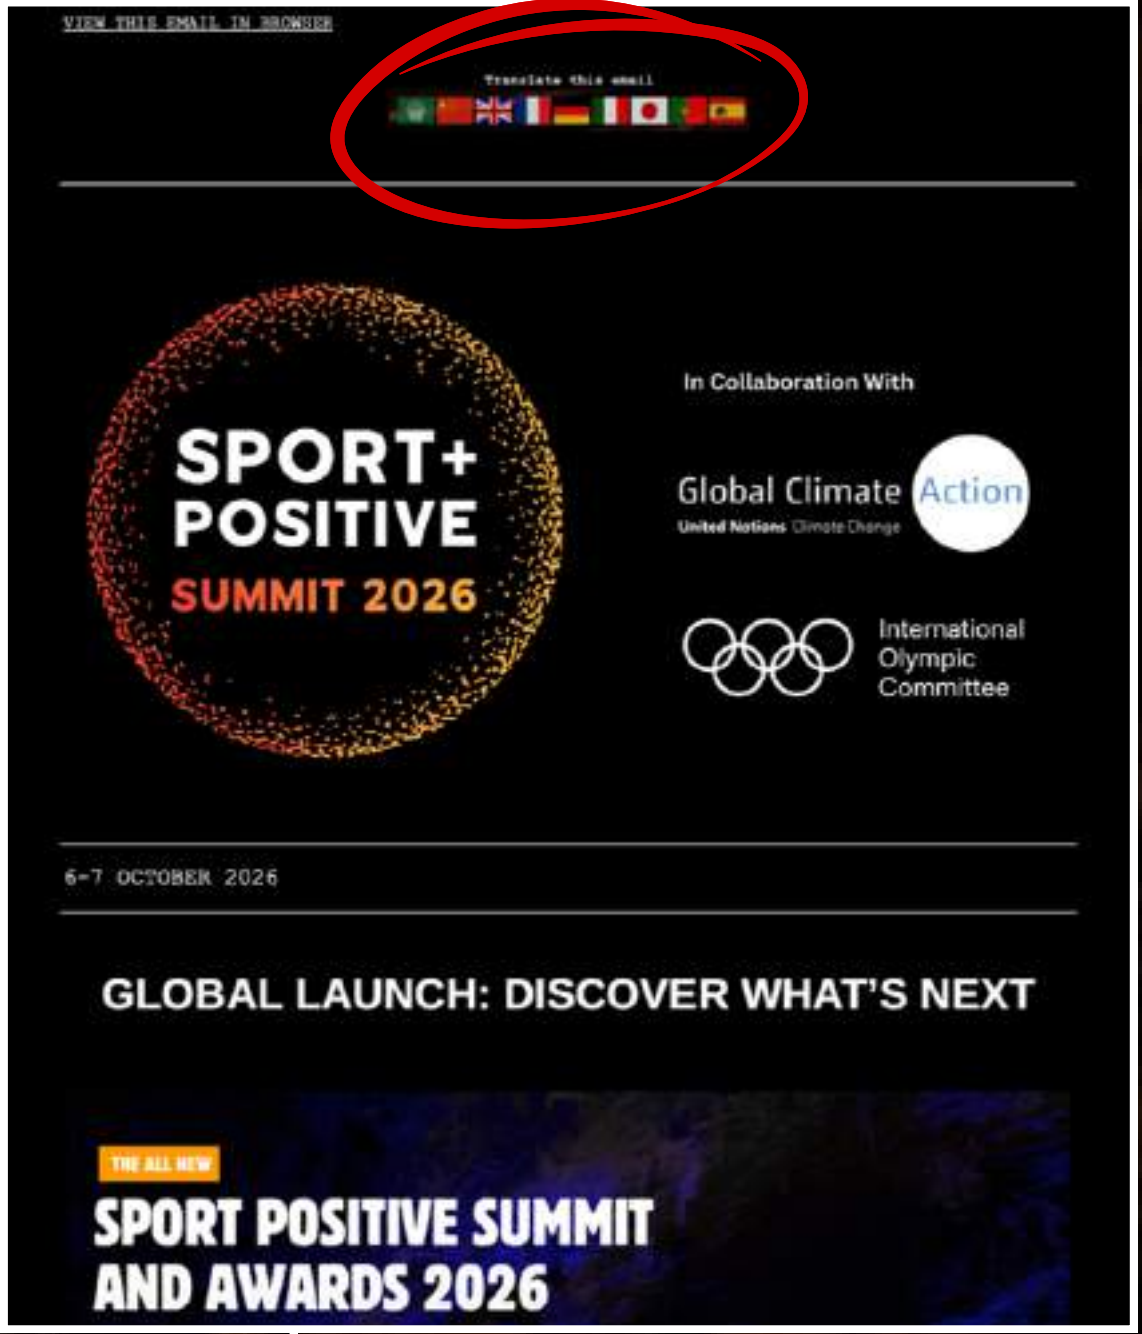 VIEW THIS EMAIL IN BROWSER
Translate this email
SPORT+
POSITIVE
SUMMIT 2026
In Collaboration With
Global Climate Action
United Nations Climate Change
International
Olympic
Committee
6-7 OCTOBER 2026
GLOBAL LAUNCH: DISCOVER WHAT'S NEXT
THE ALL NEW
SPORT POSITIVE SUMMIT
AND AWARDS 2026